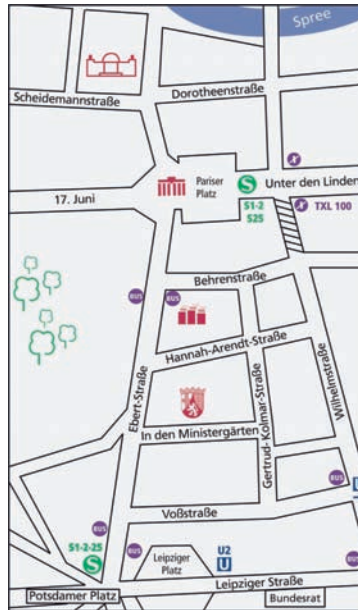 Spree
Scheidemannstraße
Dorotheenstraße
Pariser
Platz
S
Unter den Linden
17. Juni
S1-2
S25
TXL 100
Behrenstraße
BUS
BUS
Hannah-Arendt-Straße
Ebert-Straße
Gertrud-Kolmar-Straße
Wilhelmstraße
In den Ministergärten
BUS
Voßstraße
BUS
S1-2-25
S
BUS
Leipziger
Platz
U2
U
BUS
Potsdamer Platz
Leipziger Straße
Bundesrat